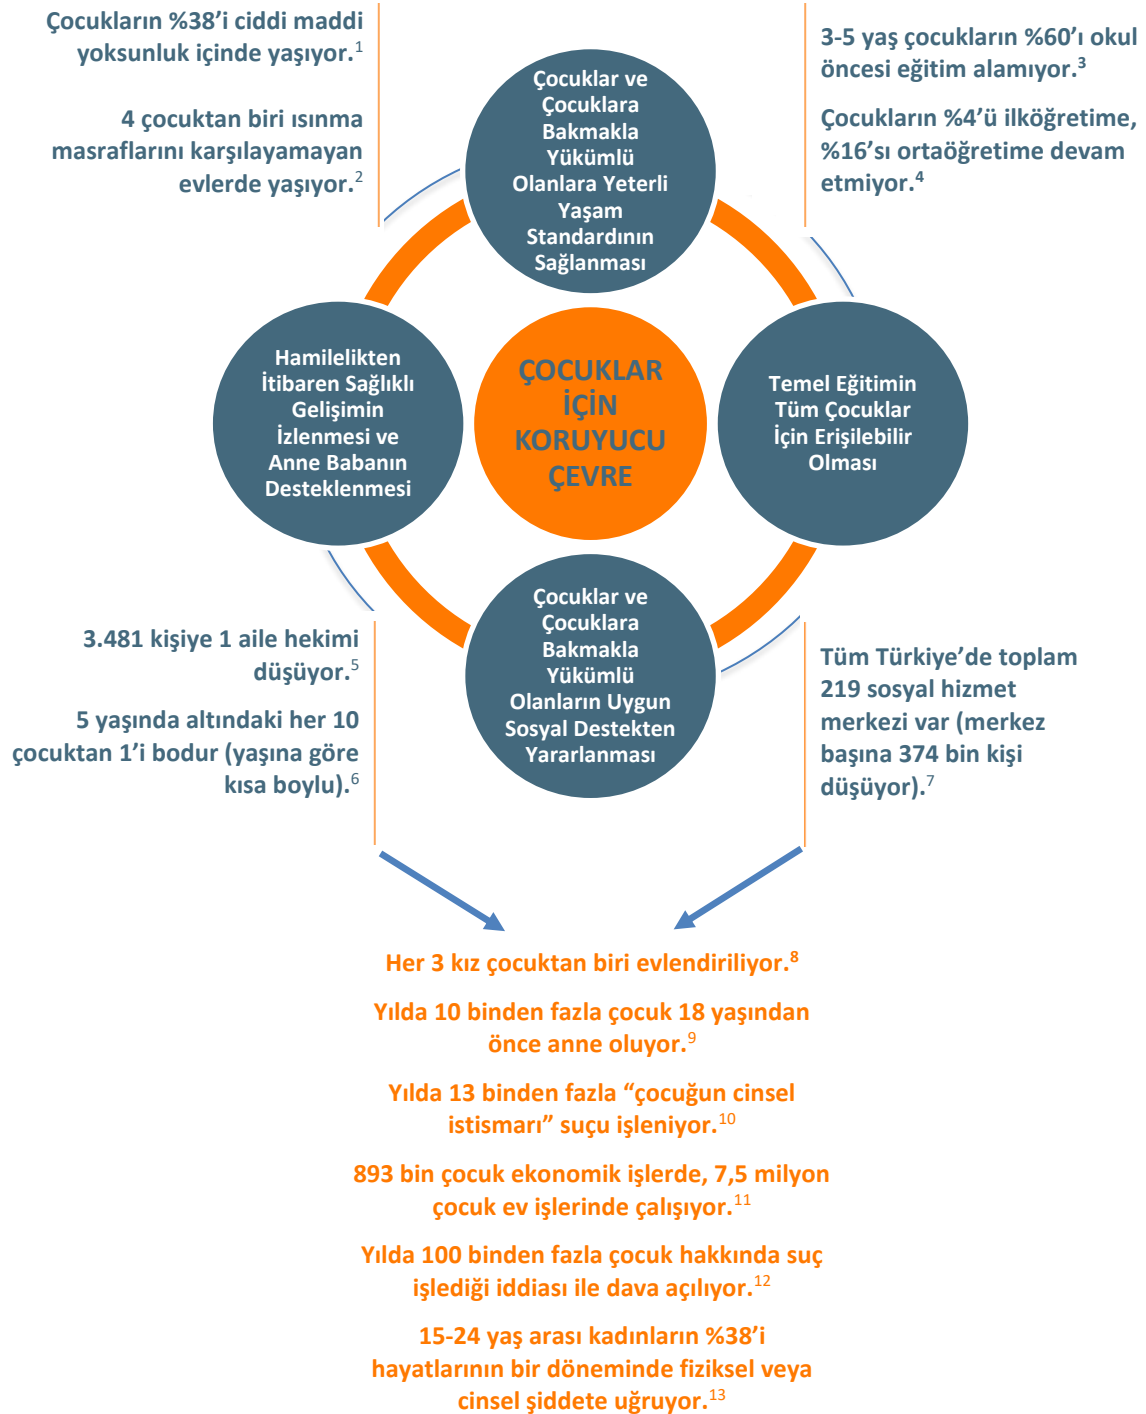 Çocukların %38’i ciddi maddi
yoksunluk içinde yaşıyor.1
4 çocuktan biri ısınma
masraflarını karşılayamayan
evlerde yaşıyor.2
3-5 yaş çocukların %60’ı okul
öncesi eğitim alamıyor.3
Çocukların %4’ü ilköğretime,
%16’sı ortaöğretime devam
etmiyor.4
Çocuklar ve
Çocuklara
Bakmakla
Yükümlü
Olanlara Yeterli
Yaşam
Standardının
Sağlanması
Hamilelikten
İtibaren Sağlıklı
Gelişimin
İzlenmesi ve
Anne Babanın
Desteklenmesi
ÇOCUKLAR
İÇİN
KORUYUCU
ÇEVRE
Temel Eğitimin
Tüm Çocuklar
İçin Erişilebilir
Olması
Çocuklar ve
Çocuklara
Bakmakla
Yükümlü
Olanların Uygun
Sosyal Destekten
Yararlanması
3.481 kişiye 1 aile hekimi
düşüyor.5
5 yaşında altındaki her 10
çocuktan 1’i bodur (yaşına göre
kısa boylu).6
Tüm Türkiye’de toplam
219 sosyal hizmet
merkezi var (merkez
başına 374 bin kişi
düşüyor).7
Her 3 kız çocuktan biri evlendiriliyor.8
Yılda 10 binden fazla çocuk 18 yaşından
önce anne oluyor.9
Yılda 13 binden fazla “çocuğun cinsel
istismarı” suçu işleniyor.10
893 bin çocuk ekonomik işlerde, 7,5 milyon
çocuk ev işlerinde çalışıyor.11
Yılda 100 binden fazla çocuk hakkında suç
işlediği iddiası ile dava açılıyor.12
15-24 yaş arası kadınların %38’i
hayatlarının bir döneminde fiziksel veya
cinsel şiddete uğruyor.13